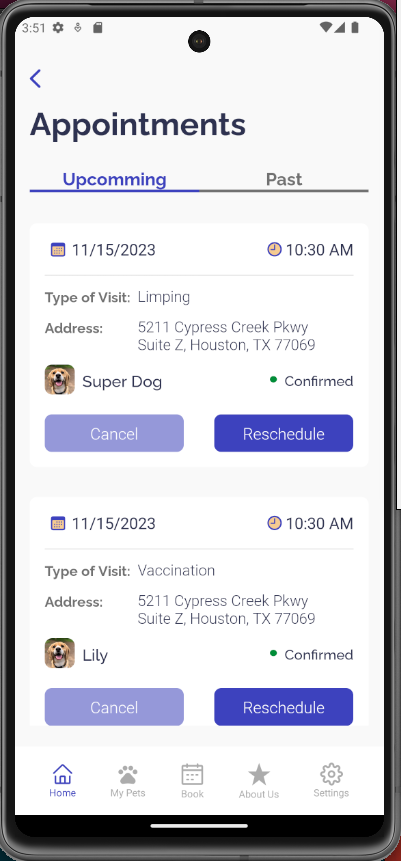 3:51
Appointments
Upcomming Past
11/15/2023 10:30 AM
Type of Visit: Limping
Address: 5211 Cypress Creek Pkwy
Suite Z, Houston, TX 77069
Super Dog Confirmed
Cancel Reschedule
11/15/2023 10:30 AM
Type of Visit: Vaccination
Address: 5211 Cypress Creek Pkwy
Suite Z, Houston, TX 77069
Lily Confirmed
Cancel Reschedule
Home My Pets Book About Us Settings